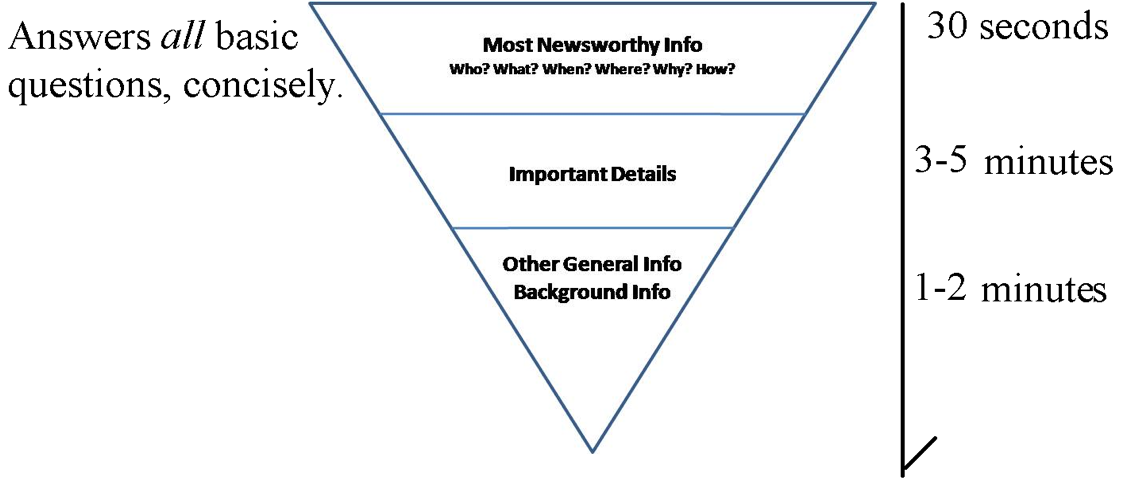 Answers all basic
questions, concisely.
Most Newsworthy Info
Who? What? When? Where? Why? How?
Important Details
Other General Info
Background Info
30 seconds
3-5 minutes
1-2 minutes